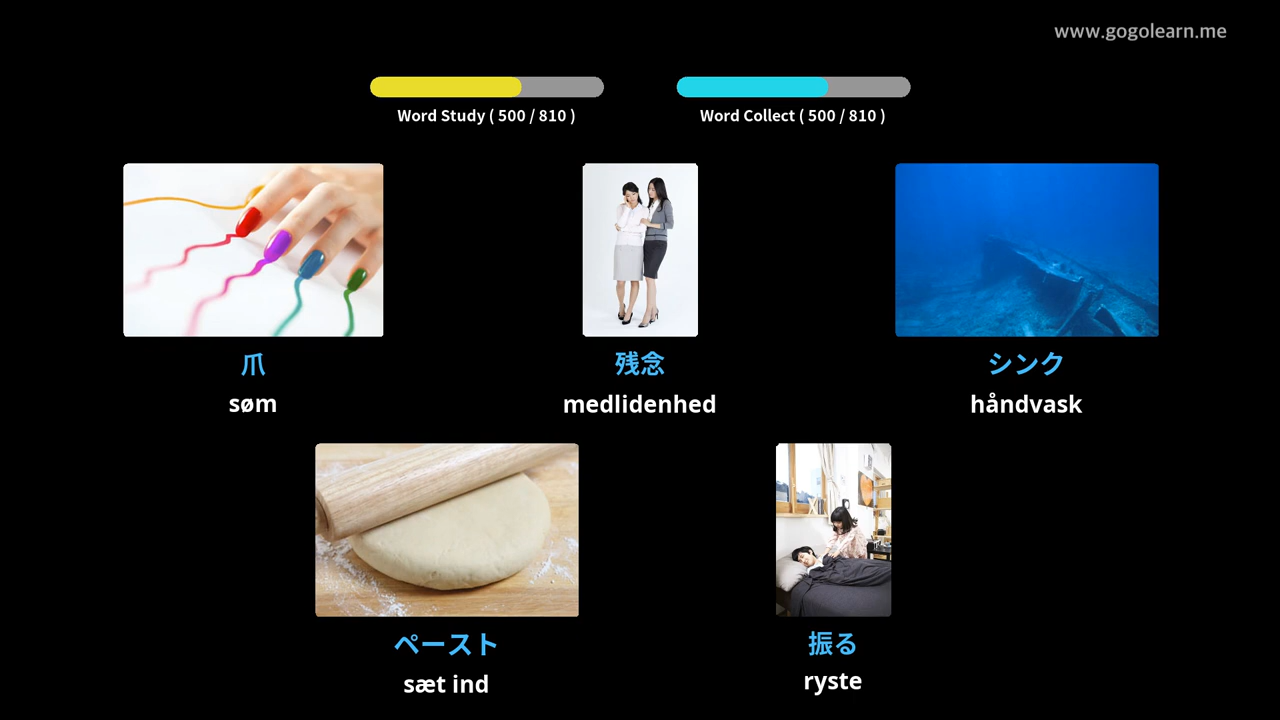 www.gogolearn.me
Word Study ( 500 / 810 )
Word Collect ( 500 / 810 )
爪
søm
残念
medlidenhed
シンク
håndvask
ペースト
sæt ind
振る
ryste